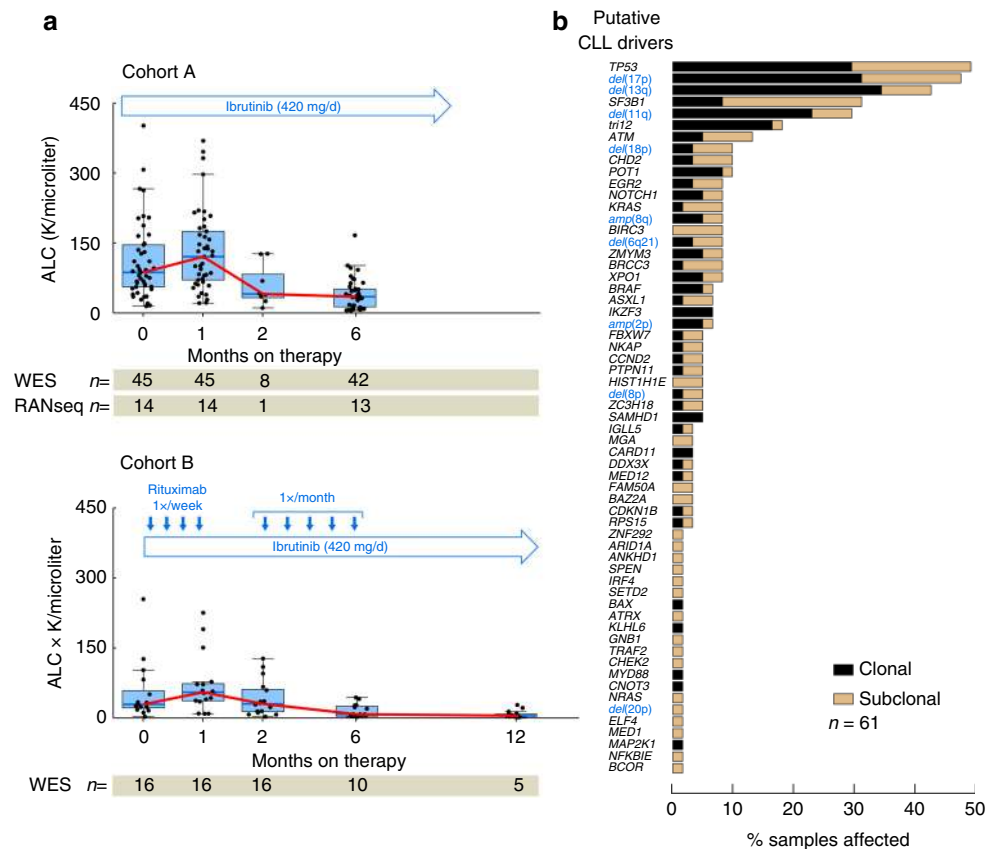 a
Cohort A
Ibrutinib (420 mg/d)
ALC (K/microliter)
450
300
150
0
0 1 2 6
Months on therapy
WES n= 45 45 8 42
RANseq n= 14 14 1 13
Cohort B
Rituximab
1×/week
1×/month
Ibrutinib (420 mg/d)
ALC × K/microliter
450
300
150
0
0 1 2 6 12
Months on therapy
WES n= 16 16 16 10 5
b
Putative
CLL drivers
TP53
del(17p)
del(13q)
SF3B1
del(11q)
tri12
ATM
del(18p)
CHD2
POT1
EGR2
NOTCH1
KRAS
amp(8q)
BIRC3
del(6q21)
ZMYM3
BRCC3
XPO1
BRAF
ASXL1
IKZF3
amp(2p)
FBXW7
NKAP
CCND2
PTPN11
HIST1H1E
del(8p)
ZC3H18
SAMHD1
IGLL5
MGA
CARD11
DDX3X
MED12
FAM50A
BAZ2A
CDKN1B
RPS15
ZNF292
ARID1A
ANKHD1
SPEN
IRF4
SETD2
BAX
ATRX
KLHL6
GNB1
TRAF2
CHEK2
MYD88
CNOT3
NRAS
del(20p)
ELF4
MED1
MAP2K1
NFKBIE
BCOR
Clonal
Subclonal
n = 61
0 10 20 30 40 50
% samples affected